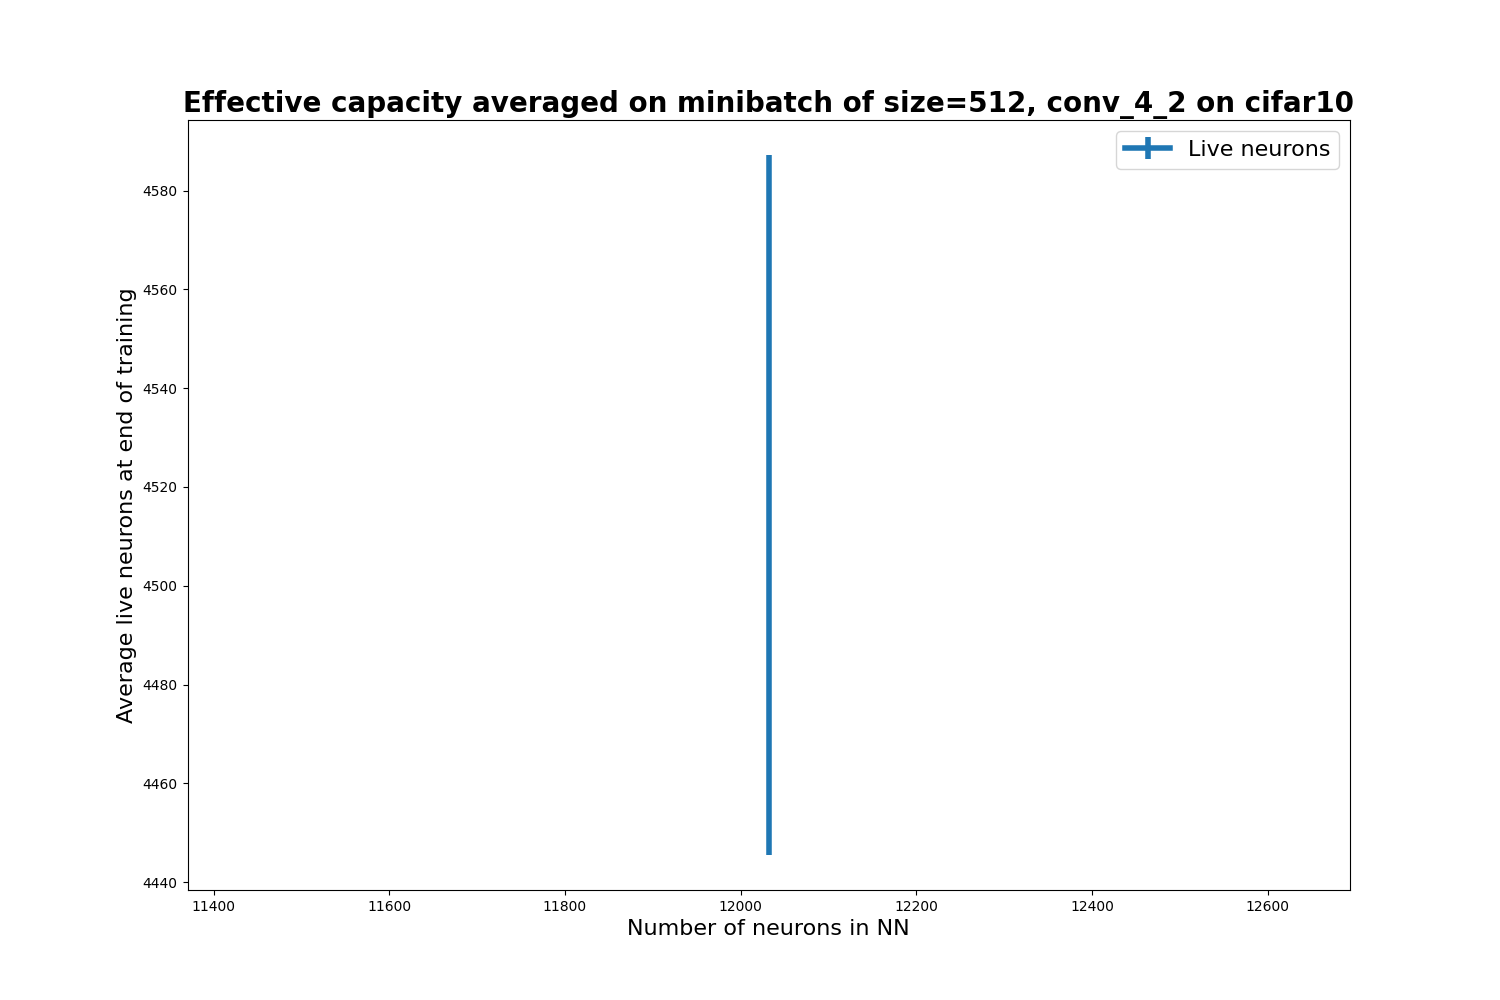 Effective capacity averaged on minibatch of size=512, conv_4_2 on cifar10
Live neurons
Average live neurons at end of training
4580
4560
4540
4520
4500
4480
4460
4440
11400 11600 11800 12000 12200 12400 12600
Number of neurons in NN